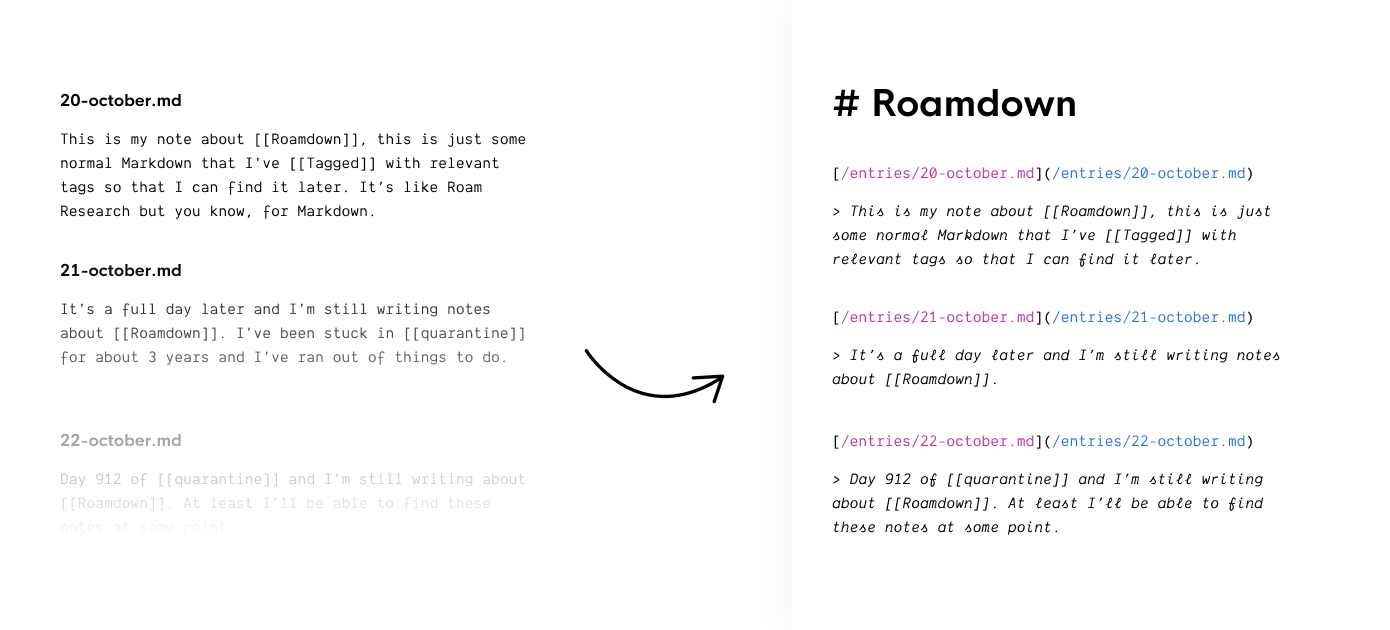 20-october.md
This is my note about [[Roamdown]], this is just some
normal Markdown that I've [[Tagged]] with relevant
tags so that I can find it later. It's like Roam
Research but you know, for Markdown.
21-october.md
It's a full day later and I'm still writing notes
about [[Roamdown]]. I've been stuck in [[quarantine]]
for about 3 years and I've ran out of things to do.
22-october.md
Day 912 of [[quarantine]] and I'm still writing about
[[Roamdown]]. At least I'll be able to find these
notes at some point.
# Roamdown
[/entries/20-october.md](/entries/20-october.md)
> This is my note about [[Roamdown]], this is just
some normal Markdown that I've [[Tagged]] with
relevant tags so that I can find it later.
[/entries/21-october.md](/entries/21-october.md)
> It's a full day later and I'm still writing notes
about [[Roamdown]].
[/entries/22-october.md](/entries/22-october.md)
> Day 912 of [[quarantine]] and I'm still writing
about [[Roamdown]]. At least I'll be able to find
these notes at some point.